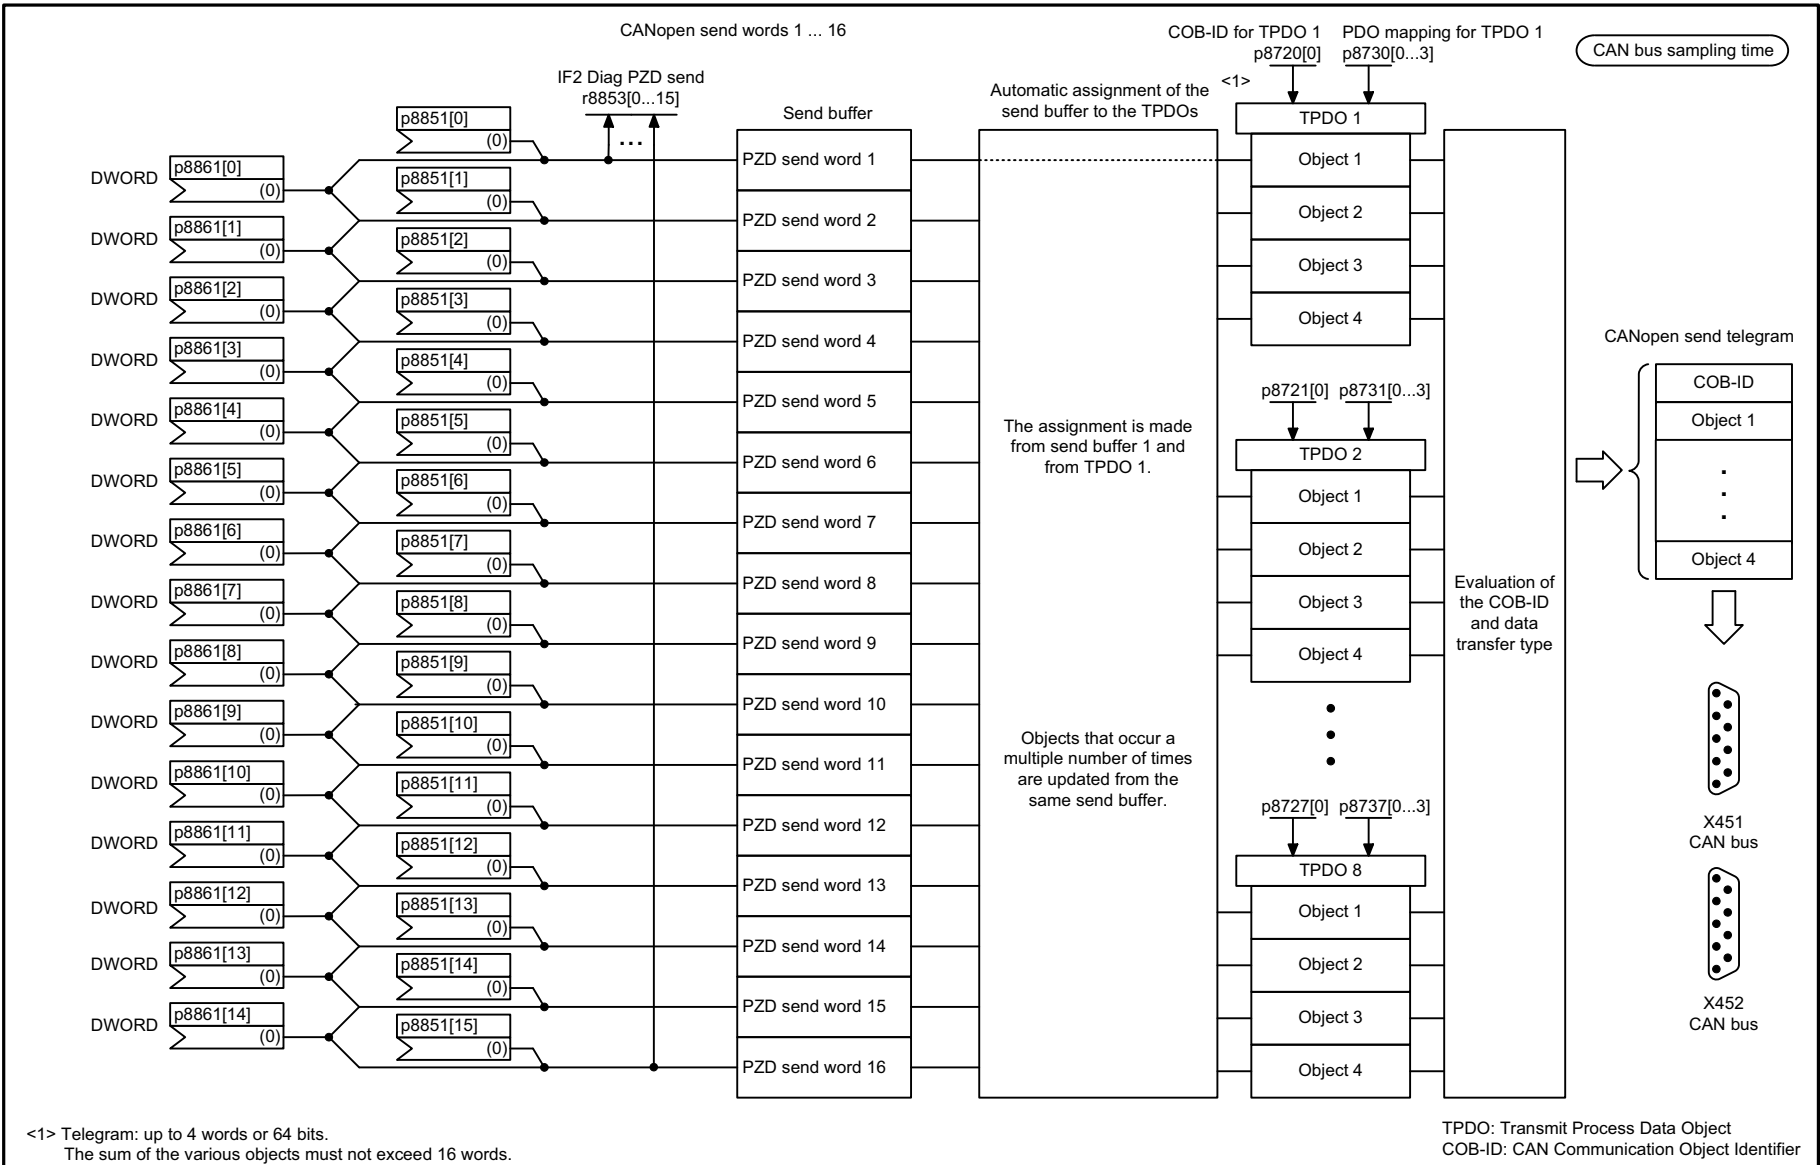 CANopen send words 1 ... 16
COB-ID for TPDO 1
p8720[0]
PDO mapping for TPDO 1
p8730[0...3]
CAN bus sampling time
IF2 Diag PZD send
r8853[0...15]
...
<1>
Send buffer
Automatic assignment of the
send buffer to the TPDOs
DWORD
p8861[0]
(0)
DWORD
p8861[1]
(0)
DWORD
p8861[2]
(0)
DWORD
p8861[3]
(0)
DWORD
p8861[4]
(0)
DWORD
p8861[5]
(0)
DWORD
p8861[6]
(0)
DWORD
p8861[7]
(0)
DWORD
p8861[8]
(0)
DWORD
p8861[9]
(0)
DWORD
p8861[10]
(0)
DWORD
p8861[11]
(0)
DWORD
p8861[12]
(0)
DWORD
p8861[13]
(0)
DWORD
p8861[14]
(0)
p8851[0]
(0)
p8851[1]
(0)
p8851[2]
(0)
p8851[3]
(0)
p8851[4]
(0)
p8851[5]
(0)
p8851[6]
(0)
p8851[7]
(0)
p8851[8]
(0)
p8851[9]
(0)
p8851[10]
(0)
p8851[11]
(0)
p8851[12]
(0)
p8851[13]
(0)
p8851[14]
(0)
p8851[15]
(0)
PZD send word 1
PZD send word 2
PZD send word 3
PZD send word 4
PZD send word 5
PZD send word 6
PZD send word 7
PZD send word 8
PZD send word 9
PZD send word 10
PZD send word 11
PZD send word 12
PZD send word 13
PZD send word 14
PZD send word 15
PZD send word 16
The assignment is made
from send buffer 1 and
from TPDO 1.
Objects that occur a
multiple number of times
are updated from the
same send buffer.
TPDO 1
Object 1
Object 2
Object 3
Object 4
p8721[0]
p8731[0...3]
TPDO 2
Object 1
Object 2
Object 3
Object 4
p8727[0]
p8737[0...3]
TPDO 8
Object 1
Object 2
Object 3
Object 4
Evaluation of
the COB-ID
and data
transfer type
CANopen send telegram
COB-ID
Object 1
.
.
.
Object 4
X451
CAN bus
X452
CAN bus
<1> Telegram: up to 4 words or 64 bits.
The sum of the various objects must not exceed 16 words.
TPDO: Transmit Process Data Object
COB-ID: CAN Communication Object Identifier